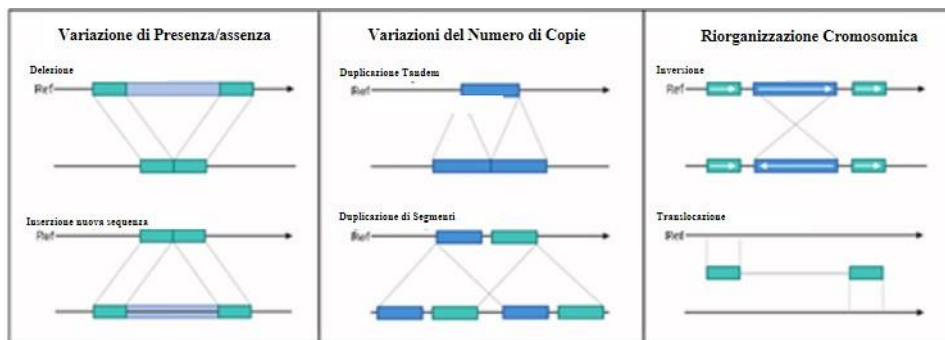 Variazione di Presenza/assenza
Delezione
Ref
Inserzione nuova sequenza
Ref
Variazioni del Numero di Copie
Duplicazione Tandem
Ref
Duplicazione di Segmenti
Ref
Riorganizzazione Cromosomica
Inversione
Ref
Translocazione
Ref